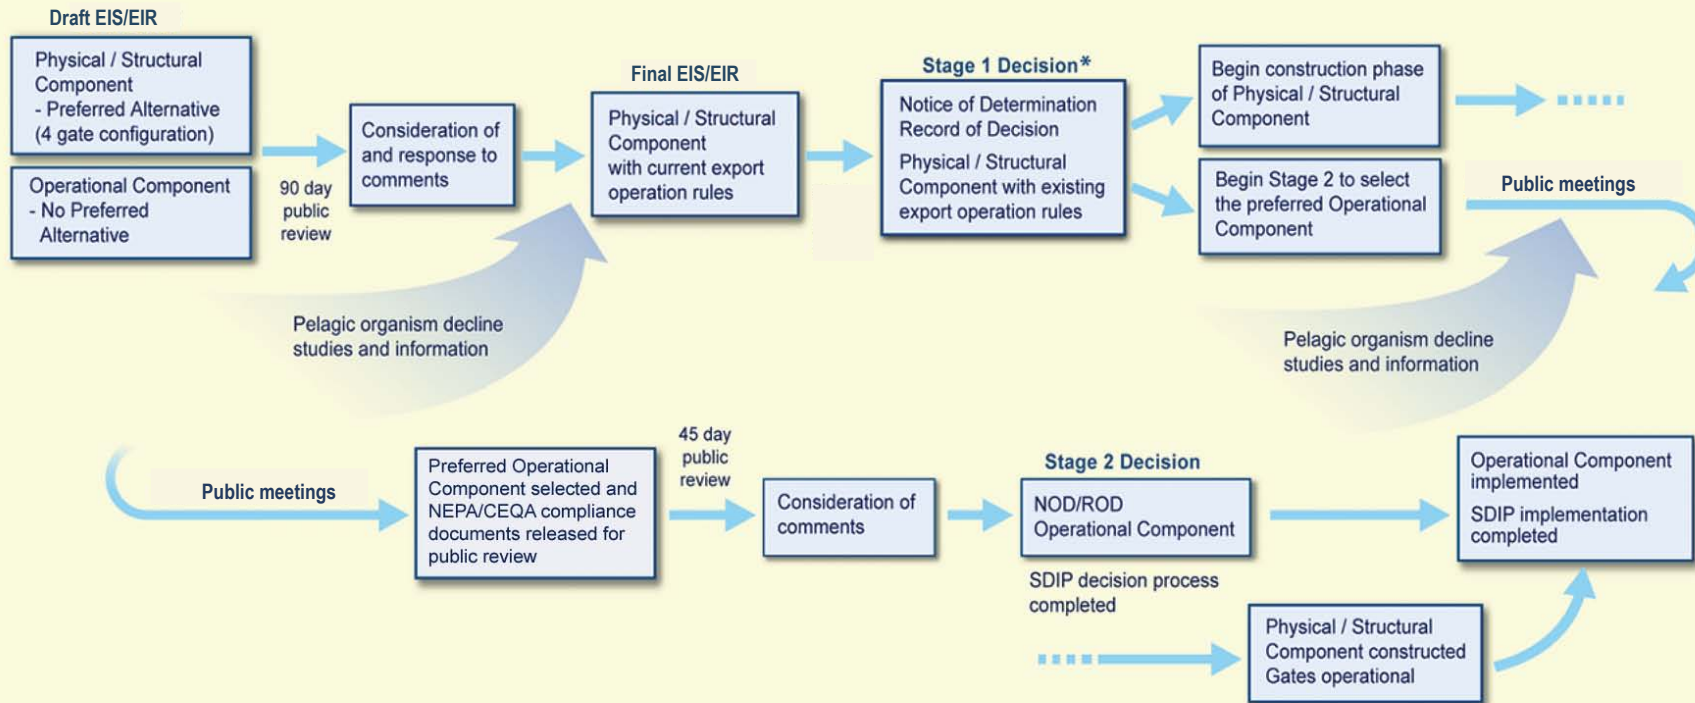 Draft EIS/EIR
Physical / Structural
Component
- Preferred Alternative
(4 gate configuration)
Operational Component
- No Preferred
Alternative
90 day
public
review
Consideration of
and response to
comments
Final EIS/EIR
Physical / Structural
Component
with current export
operation rules
Stage 1 Decision*
Notice of Determination
Record of Decision
Physical / Structural
Component with existing
export operation rules
Begin construction phase
of Physical / Structural
Component
Begin Stage 2 to select
the preferred Operational
Component
Public meetings
Pelagic organism decline
studies and information
Pelagic organism decline
studies and information
Public meetings
Preferred Operational
Component selected and
NEPA/CEQA compliance
documents released for
public review
45 day
public
review
Consideration of
comments
Stage 2 Decision
NOD/ROD
Operational Component
SDIP decision process
completed
Operational Component
implemented
SDIP implementation
completed
Physical / Structural
Component constructed
Gates operational